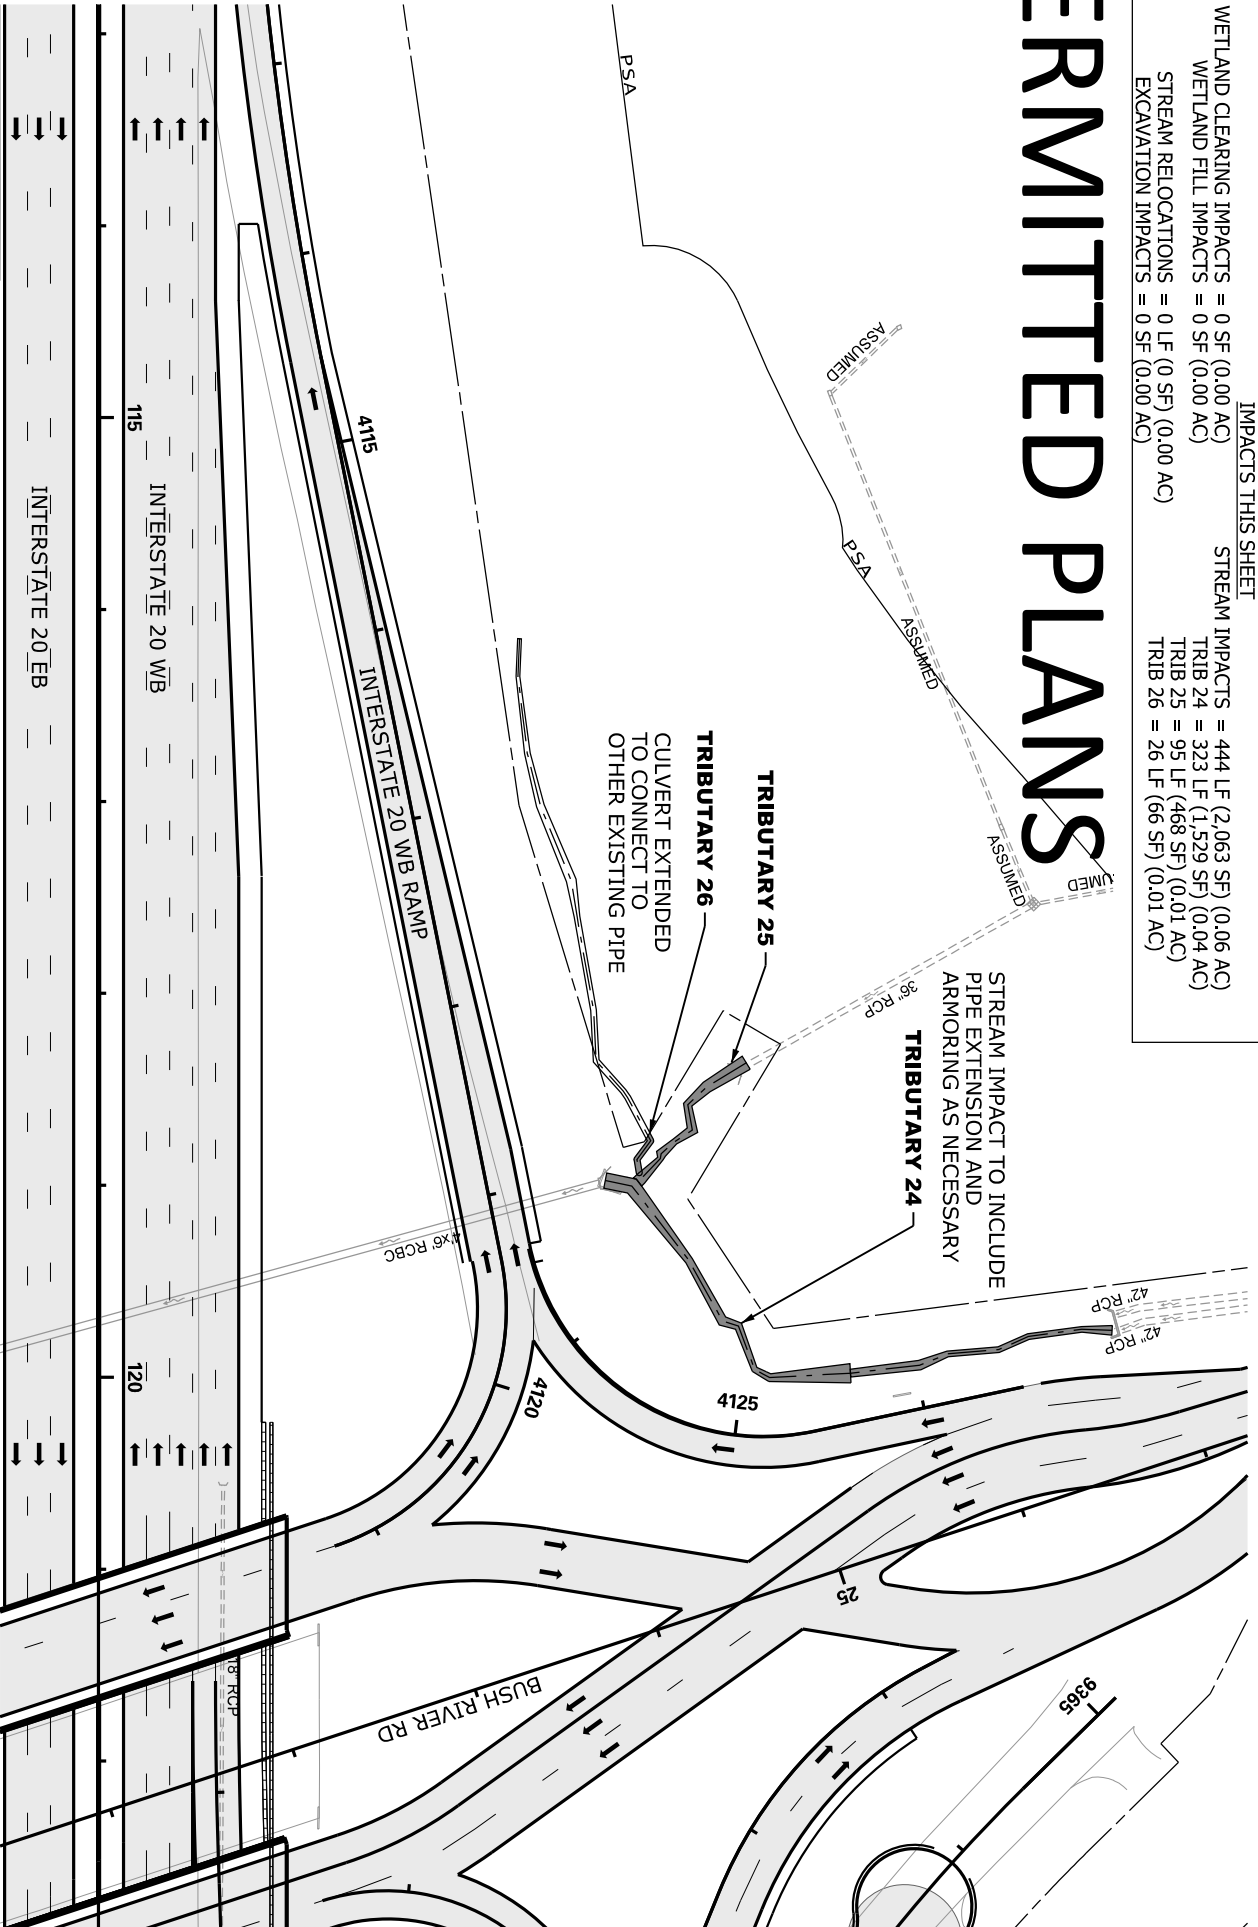 IMPACTS THIS SHEET
WETLAND CLEARING IMPACTS = 0 SF (0.00 AC)
WETLAND FILL IMPACTS = 0 SF (0.00 AC)
STREAM RELOCATIONS = 0 LF (0 SF) (0.00 AC)
EXCAVATION IMPACTS = 0 SF (0.00 AC)
STREAM IMPACTS = 444 LF (2,063 SF) (0.06 AC)
TRIB 24 = 323 LF (1,529 SF) (0.04 AC)
TRIB 25 = 95 LF (468 SF) (0.01 AC)
TRIB 26 = 26 LF (66 SF) (0.01 AC)
ERMITTED PLANS
PSA
PSA
ASSUMED
ASSUMED
ASSUMED
UMED
36" RCP
STREAM IMPACT TO INCLUDE
PIPE EXTENSION AND
ARMORING AS NECESSARY
TRIBUTARY 24
TRIBUTARY 25
TRIBUTARY 26
CULVERT EXTENDED
TO CONNECT TO
OTHER EXISTING PIPE
42" RCP
42" RCP
4115
INTERSTATE 20 WB RAMP
4'x6' RCBC
4120
4125
115
120
INTERSTATE 20 WB
INTERSTATE 20 EB
18" RCP
BUSH RIVER RD
25
9365